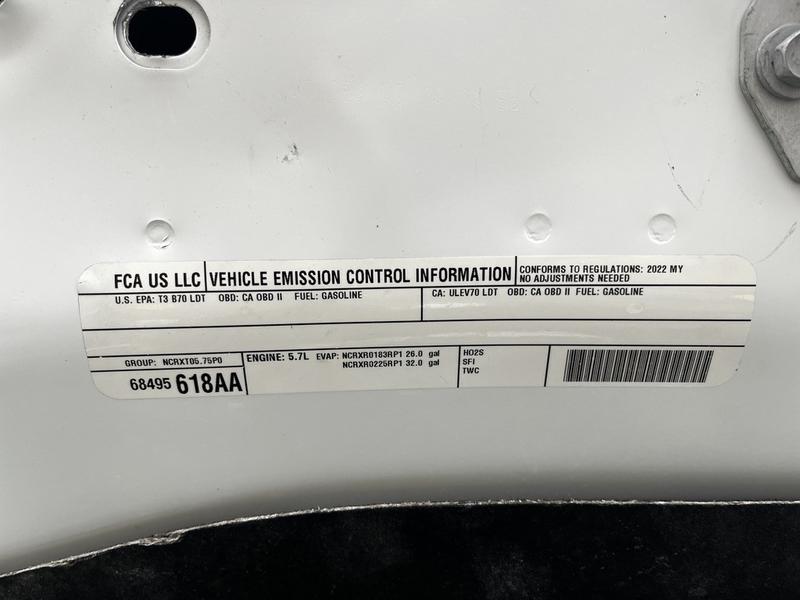 FCA US LLC
VEHICLE EMISSION CONTROL INFORMATION
CONFORMS TO REGULATIONS: 2022 MY
NO ADJUSTMENTS NEEDED
U.S. EPA: T3 B70 LDT OBD: CA OBD II FUEL: GASOLINE
CA: ULEV70 LDT OBD: CA OBD II FUEL: GASOLINE
GROUP: NCRXT05.75P0
68495 618AA
ENGINE: 5.7L EVAP: NCRXR0183RP1 26.0 gal
NCRXR0225RP1 32.0 gal
HO2S
SFI
TWC